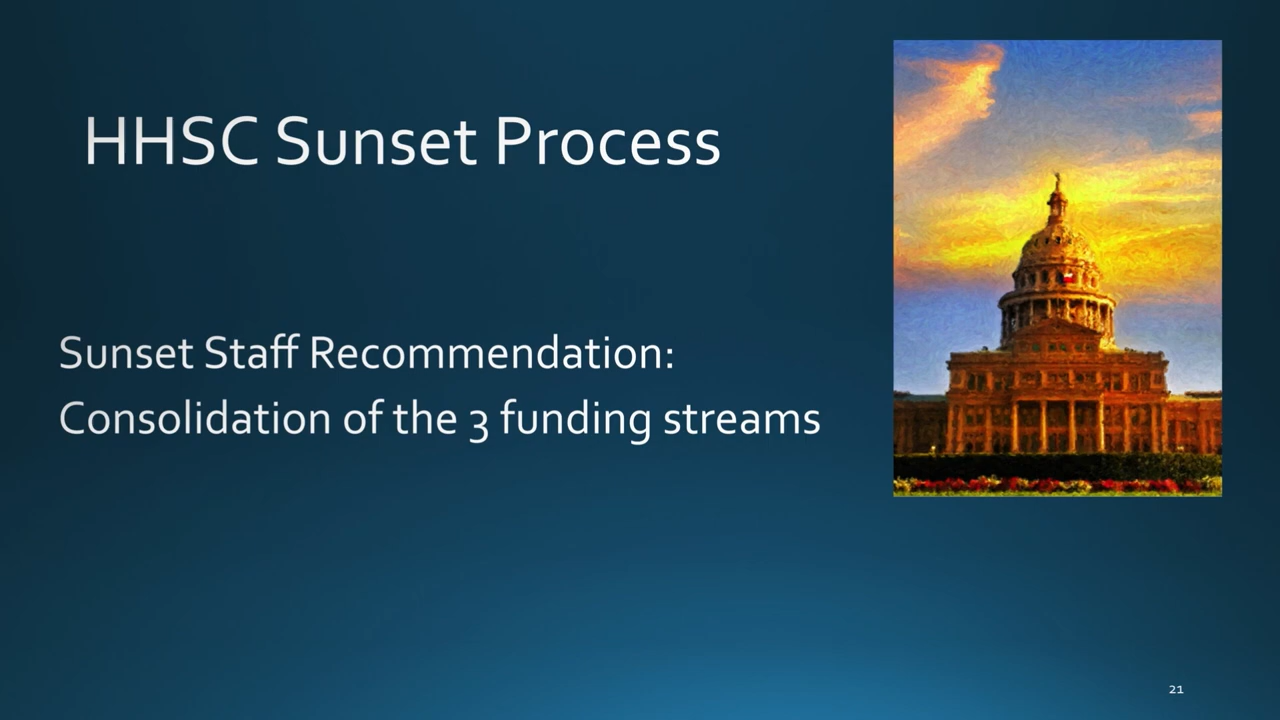 HHSC Sunset Process
Sunset Staff Recommendation:
Consolidation of the 3 funding streams
21